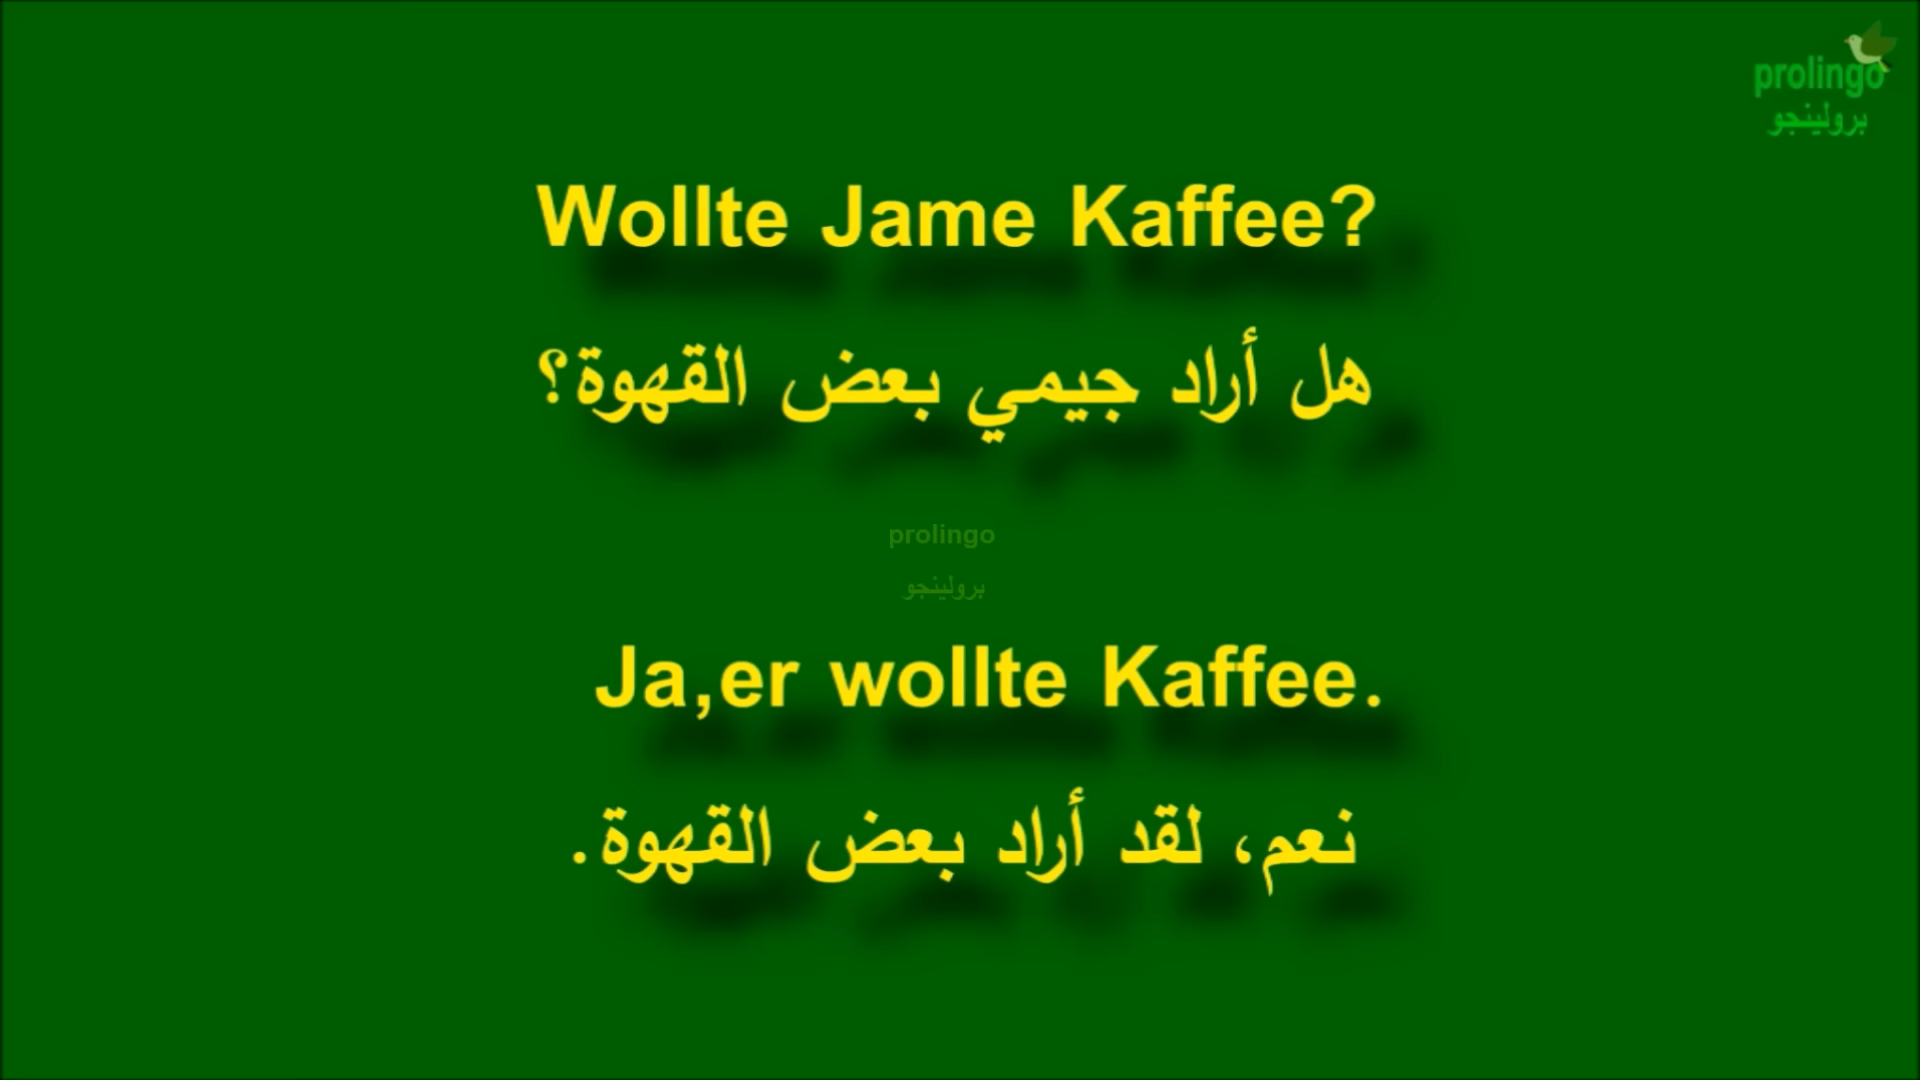 prolingo
برولينجو
Wollte Jame Kaffee?
هل أراد جيمي بعض القهوة؟
prolingo
برولينجو
Ja,er wollte Kaffee.
نعم، لقد أراد بعض القهوة.